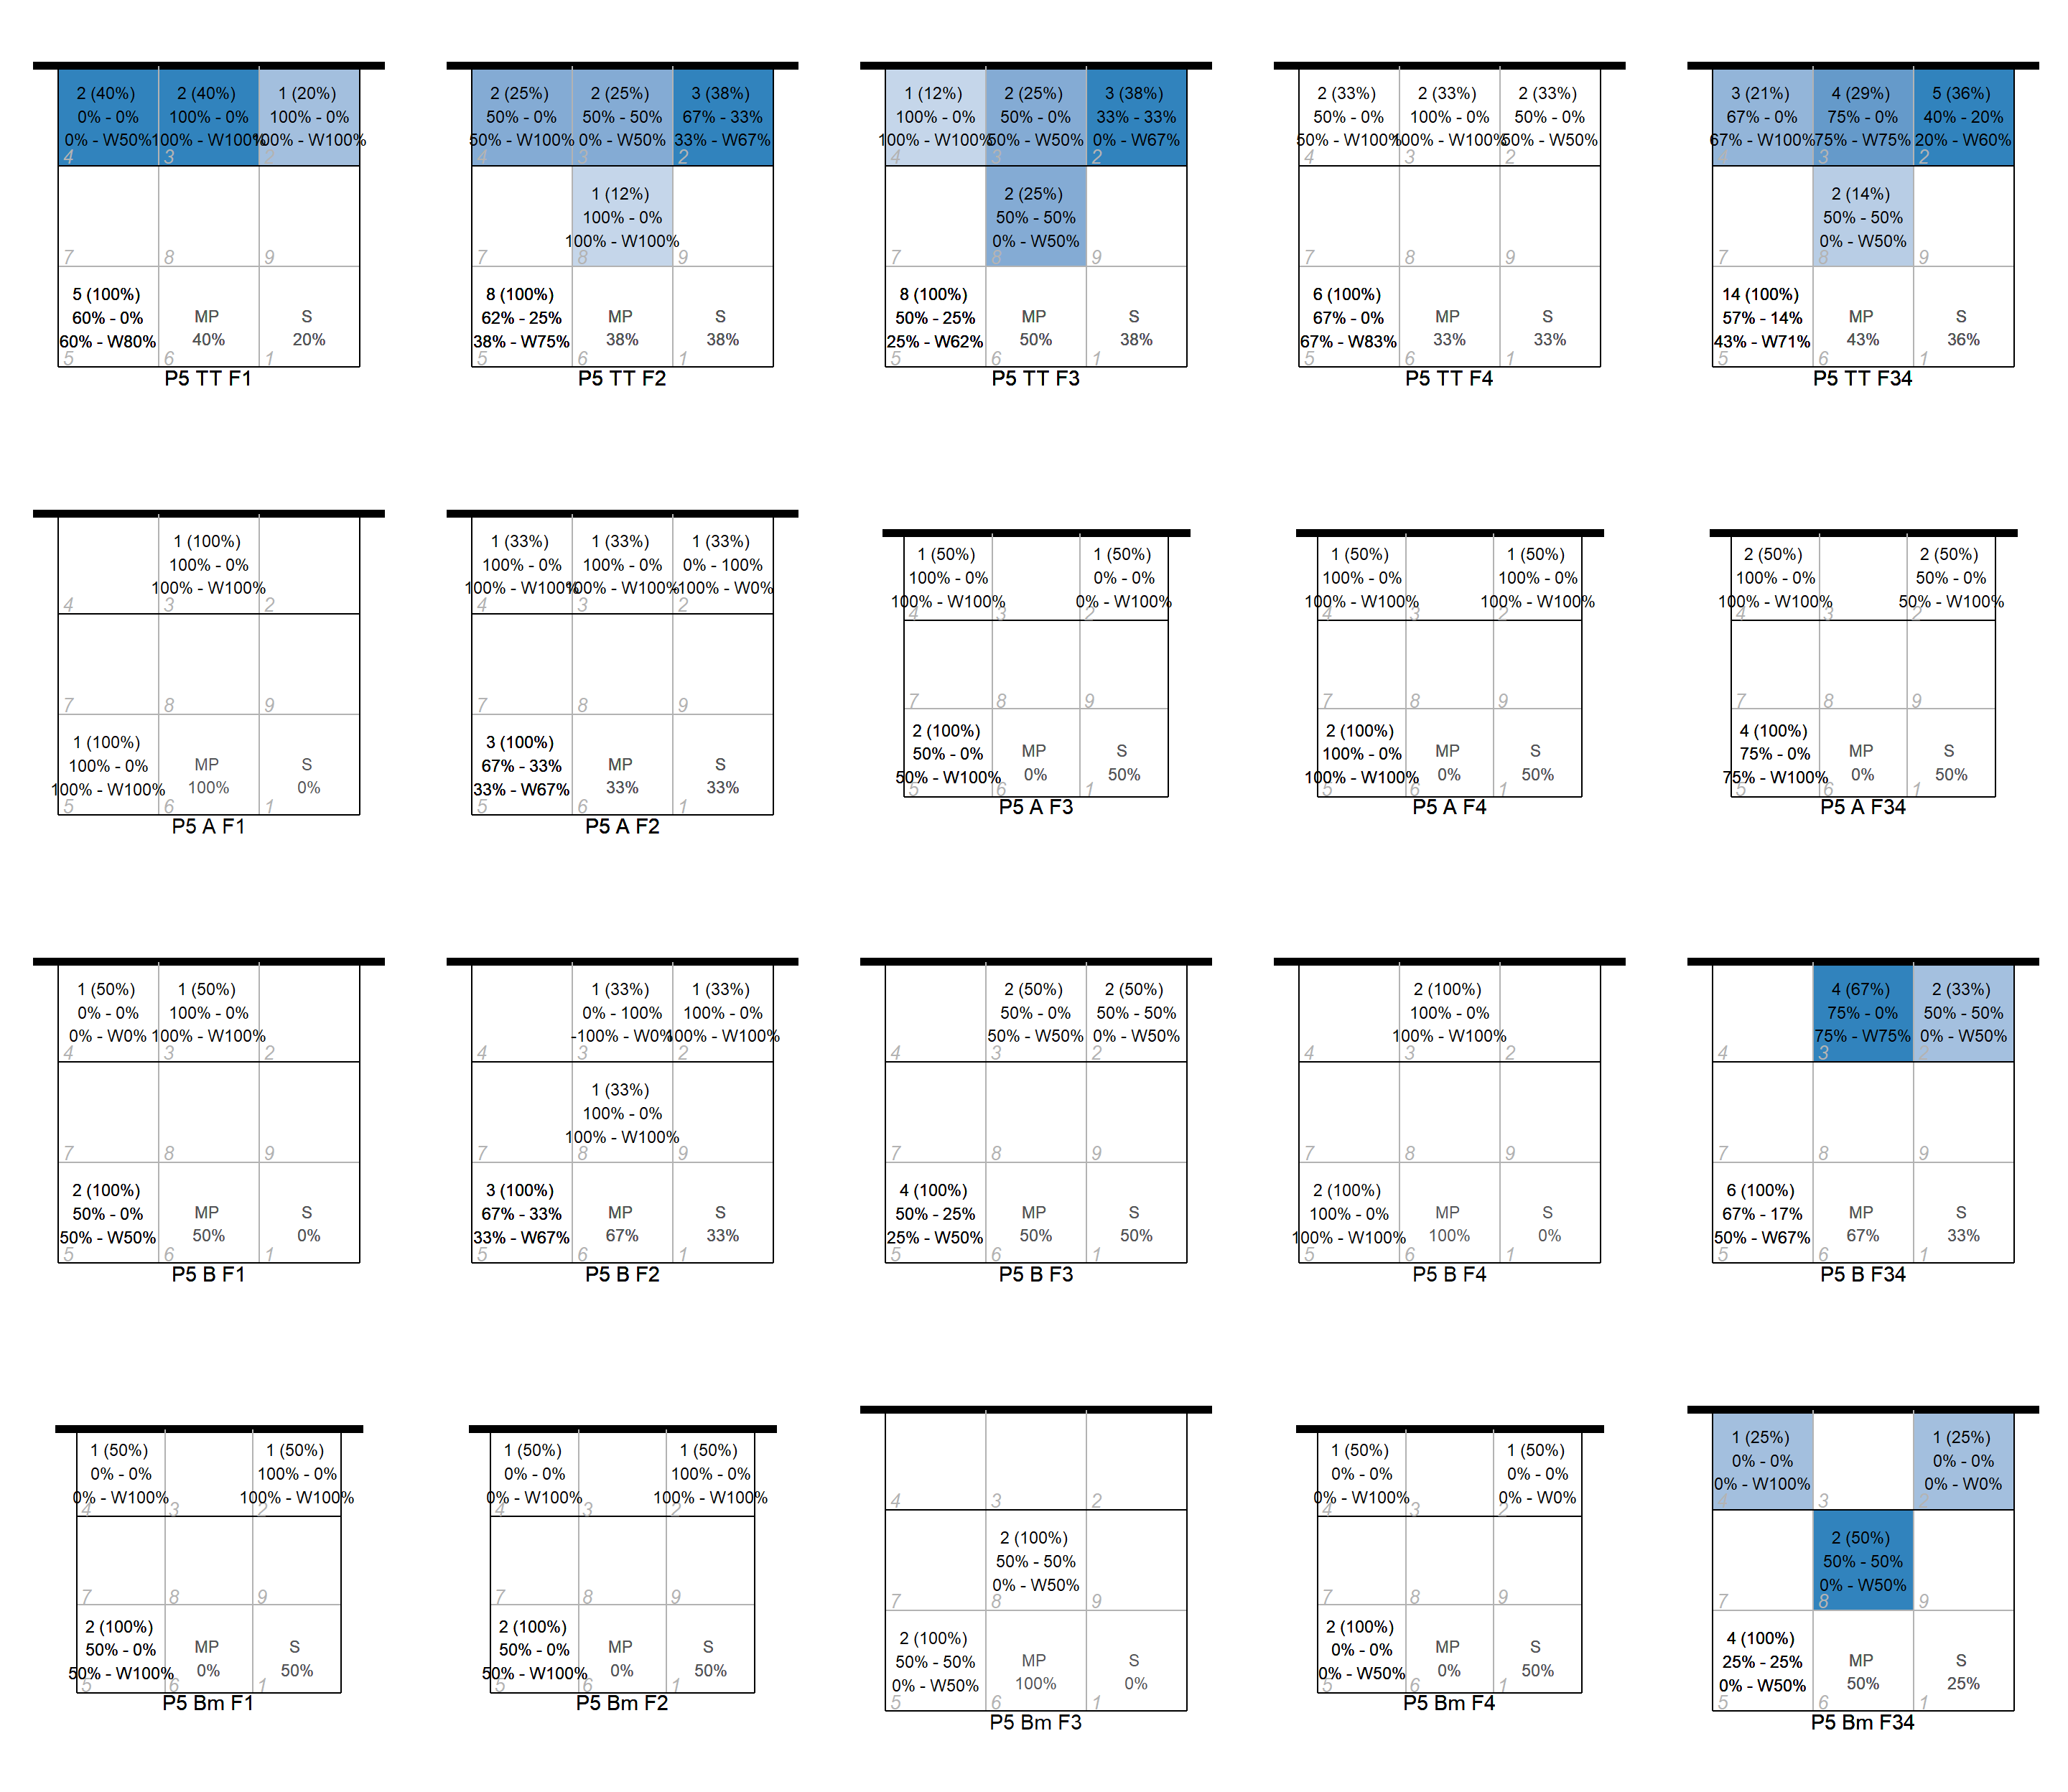 2 (40%) 2 (40%) 1 (20%)
0% - 0% 100% - 0% 100% - 0%
0% - W50% 100% - W100% 100% - W100%
4 3 2
7 8 9
5 (100%)
60% - 0% MP S
60% - W80% 40% 20%
5 6 1
P5 TT F1
2 (25%) 2 (25%) 3 (38%)
50% - 0% 50% - 50% 67% - 33%
50% - W100% 0% - W50% 33% - W67%
4 3 2
1 (12%)
100% - 0%
100% - W100%
7 8 9
8 (100%)
62% - 25% MP S
38% - W75% 38% 38%
5 6 1
P5 TT F2
1 (12%) 2 (25%) 3 (38%)
100% - 0% 50% - 0% 33% - 33%
100% - W100% 50% - W50% 0% - W67%
4 3 2
2 (25%)
50% - 50%
0% - W50%
7 8 9
8 (100%)
50% - 25% MP S
25% - W62% 50% 38%
5 6 1
P5 TT F3
2 (33%) 2 (33%) 2 (33%)
50% - 0% 100% - 0% 50% - 0%
50% - W100% 100% - W100% 50% - W50%
4 3 2
7 8 9
6 (100%)
67% - 0% MP S
67% - W83% 33% 33%
5 6 1
P5 TT F4
3 (21%) 4 (29%) 5 (36%)
67% - 0% 75% - 0% 40% - 20%
67% - W100% 75% - W75% 20% - W60%
4 3 2
2 (14%)
50% - 50%
0% - W50%
7 8 9
14 (100%)
57% - 14% MP S
43% - W71% 43% 36%
5 6 1
P5 TT F34
1 (100%)
100% - 0%
100% - W100%
4 3 2
7 8 9
1 (100%)
100% - 0% MP S
100% - W100% 100% 0%
5 6 1
P5 A F1
1 (33%) 1 (33%) 1 (33%)
100% - 0% 100% - 0% 0% - 100%
100% - W100% 100% - W100% -100% - W0%
4 3 2
7 8 9
3 (100%)
67% - 33% MP S
33% - W67% 33% 33%
5 6 1
P5 A F2
1 (50%) 1 (50%)
100% - 0% 0% - 0%
100% - W100% 0% - W100%
4 3 2
7 8 9
2 (100%)
50% - 0% MP S
50% - W100% 0% 50%
5 6 1
P5 A F3
1 (50%) 1 (50%)
100% - 0% 100% - 0%
100% - W100% 100% - W100%
4 3 2
7 8 9
2 (100%)
100% - 0% MP S
100% - W100% 0% 50%
5 6 1
P5 A F4
2 (50%) 2 (50%)
100% - 0% 50% - 0%
100% - W100% 50% - W100%
4 3 2
7 8 9
4 (100%)
75% - 0% MP S
75% - W100% 0% 50%
5 6 1
P5 A F34
1 (50%) 1 (50%)
0% - 0% 100% - 0%
0% - W0% 100% - W100%
4 3 2
7 8 9
2 (100%)
50% - 0% MP S
50% - W50% 50% 0%
5 6 1
P5 B F1
1 (33%) 1 (33%)
0% - 100% 100% - 0%
-100% - W0% 100% - W100%
4 3 2
1 (33%)
100% - 0%
100% - W100%
7 8 9
3 (100%)
67% - 33% MP S
33% - W67% 67% 33%
5 6 1
P5 B F2
2 (50%) 2 (50%)
50% - 0% 50% - 50%
50% - W50% 0% - W50%
4 3 2
7 8 9
4 (100%)
50% - 25% MP S
25% - W50% 50% 50%
5 6 1
P5 B F3
2 (100%)
100% - 0%
100% - W100%
4 3 2
7 8 9
2 (100%)
100% - 0% MP S
100% - W100% 100% 0%
5 6 1
P5 B F4
4 (67%) 2 (33%)
75% - 0% 50% - 50%
75% - W75% 0% - W50%
4 3 2
7 8 9
6 (100%)
67% - 17% MP S
50% - W67% 67% 33%
5 6 1
P5 B F34
1 (50%) 1 (50%)
0% - 0% 100% - 0%
0% - W100% 100% - W100%
4 3 2
7 8 9
2 (100%)
50% - 0% MP S
50% - W100% 0% 50%
5 6 1
P5 Bm F1
1 (50%) 1 (50%)
0% - 0% 100% - 0%
0% - W100% 100% - W100%
4 3 2
7 8 9
2 (100%)
50% - 0% MP S
50% - W100% 0% 50%
5 6 1
P5 Bm F2
4 3 2
2 (100%)
50% - 50%
0% - W50%
7 8 9
2 (100%)
50% - 50% MP S
0% - W50% 100% 0%
5 6 1
P5 Bm F3
1 (50%) 1 (50%)
0% - 0% 0% - 0%
0% - W100% 0% - W0%
4 3 2
7 8 9
2 (100%)
0% - 0% MP S
0% - W50% 0% 50%
5 6 1
P5 Bm F4
1 (25%) 1 (25%)
0% - 0% 0% - 0%
0% - W100% 0% - W0%
4 3 2
2 (50%)
50% - 50%
0% - W50%
7 8 9
4 (100%)
25% - 25% MP S
0% - W50% 50% 25%
5 6 1
P5 Bm F34